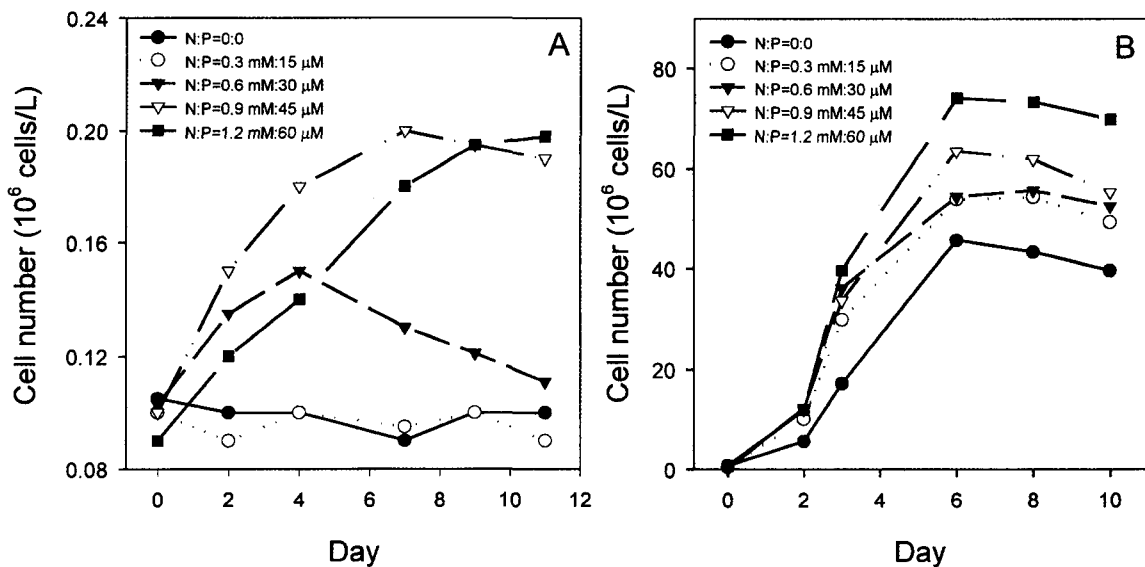 0.24
0.20
0.16
0.12
0.08
Cell number (10⁶ cells/L)
N:P=0:0
N:P=0.3 mM:15 μM
N:P=0.6 mM:30 μM
N:P=0.9 mM:45 μM
N:P=1.2 mM:60 μM
A
0 2 4 6 8 10 12
Day
80
60
40
20
0
Cell number (10⁶ cells/L)
N:P=0:0
N:P=0.3 mM:15 μM
N:P=0.6 mM:30 μM
N:P=0.9 mM:45 μM
N:P=1.2 mM:60 μM
B
0 2 4 6 8 10
Day